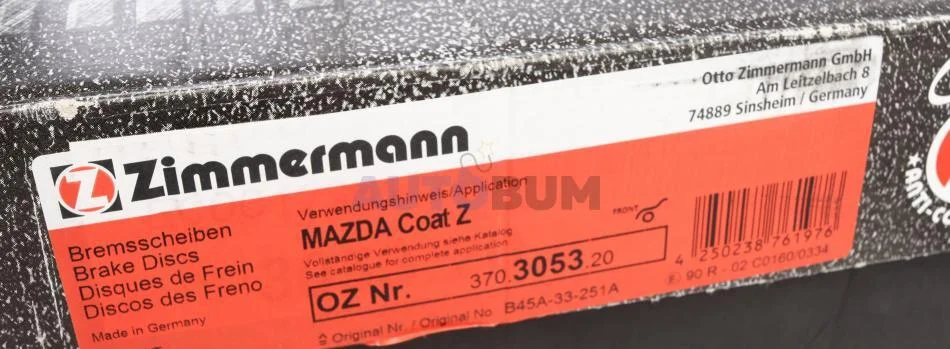 Otto Zimmermann GmbH
Am Leitzelbach 8
74889 Sinsheim / Germany
Z Zimmermann
AUTOBUM
Bremsscheiben
Brake Discs
Disques de Frein
Discos des Freno
Made in Germany
Verwendungshinweis/Application
MAZDA Coat Z
Vollständige Verwendung siehe Katalog
See catalogue for complete application.
FRONT
OZ Nr. 370.3053.20
≙ Original Nr. / Original No B45A-33-251A
4 250238 761976
E 90 R - 02 C0160/0334